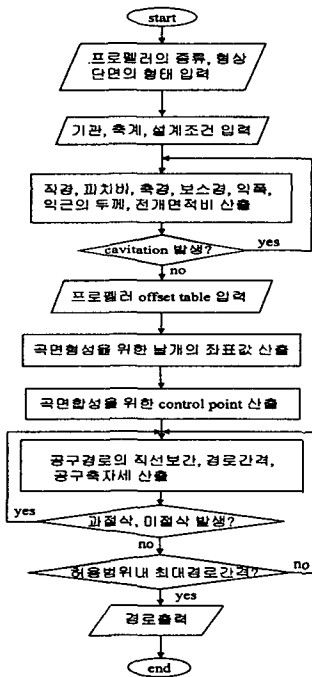 start
프로펠러의 종류, 형상
단면의 형태 입력
기관, 축계, 설계조건 입력
직경, 피치비, 축경, 보스경, 익폭,
익근의 두께, 전개면적비 산출
cavitation 발생?
yes
no
프로펠러 offset table 입력
곡면형성을 위한 날개의 좌표값 산출
곡면합성을 위한 control point 산출
공구경로의 직선보간, 경로간격,
공구축자세 산출
yes
과절삭, 미절삭 발생?
no
허용범위내 최대경로간격?
no
yes
경로출력
end